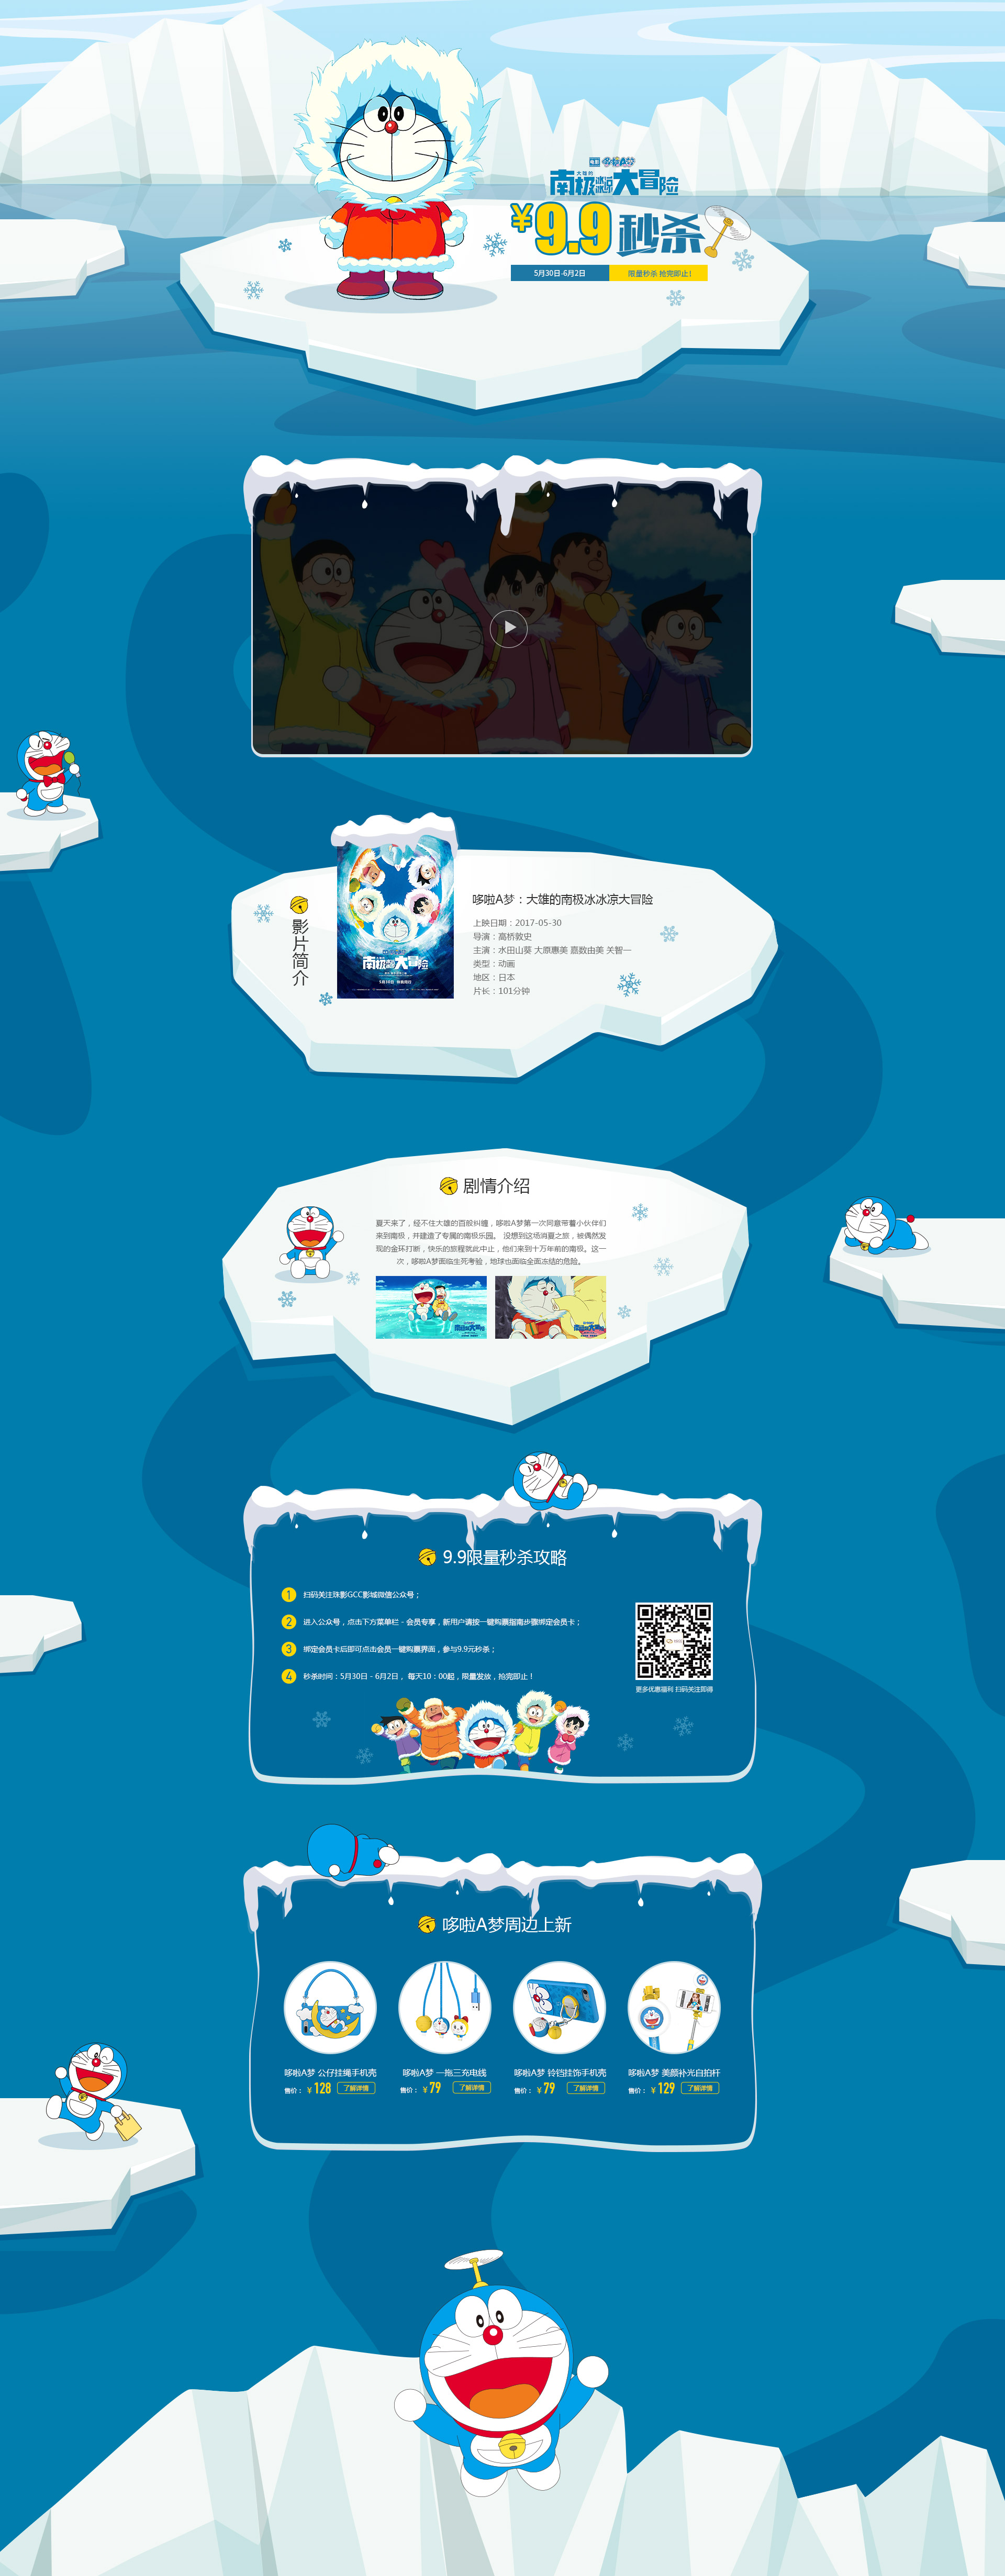 哆啦A梦
大雄的
南极冰冰凉大冒险
¥9.9秒杀
5月30日-6月2日
限量秒杀 抢完即止!
影片简介
南极冰冰凉大冒险
哆啦A梦：大雄的南极冰冰凉大冒险
上映日期：2017-05-30
导演：高桥敦史
主演：水田山葵 大原惠美 嘉数由美 关智一
类型：动画
地区：日本
片长：101分钟
剧情介绍
夏天来了，经不住大雄的百般纠缠，哆啦A梦第一次同意带着小伙伴们
来到南极，并建造了专属的南极乐园。 没想到这场消夏之旅，被偶然发
现的金环打断，快乐的旅程就此中止，他们来到十万年前的南极。这一
次，哆啦A梦面临生死考验，地球也面临全面冻结的危险。
9.9限量秒杀攻略
1 扫码关注珠影GCC影城微信公众号；
2 进入公众号，点击下方菜单栏 - 会员专享，新用户请按一键购票指南步骤绑定会员卡；
3 绑定会员卡后即可点击会员一键购票界面，参与9.9元秒杀；
4 秒杀时间：5月30日 - 6月2日， 每天10：00起，限量发放，抢完即止！
更多优惠福利 扫码关注即得
哆啦A梦周边上新
哆啦A梦 公仔挂绳手机壳
售价： ¥128 了解详情
哆啦A梦 一拖三充电线
售价： ¥79 了解详情
哆啦A梦 铃铛挂饰手机壳
售价： ¥79 了解详情
哆啦A梦 美颜补光自拍杆
售价： ¥129 了解详情